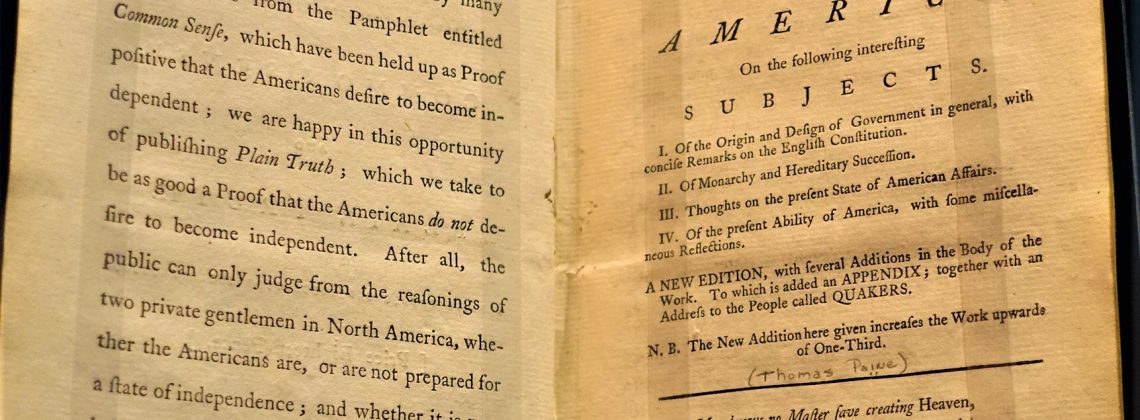 from the Pamphlet entitled
Common Senſe, which have been held up as Proof
poſitive that the Americans deſire to become in-
dependent ; we are happy in this opportunity
of publiſhing Plain Truth ; which we take to
be as good a Proof that the Americans do not de-
ſire to become independent. After all, the
public can only judge from the reaſonings of
two private gentlemen in North America, whe-
ther the Americans are, or are not prepared for
a ſtate of independence ; and whether it is
A M E R I C
On the following intereſting
S U B J E C T S.
I. Of the Origin and Deſign of Government in general, with
conciſe Remarks on the Engliſh Conſtitution.
II. Of Monarchy and Hereditary Succeſſion.
III. Thoughts on the preſent State of American Affairs.
IV. Of the preſent Ability of America, with ſome miſcella-
neous Reflections.
A NEW EDITION, with ſeveral Additions in the Body of the
Work. To which is added an APPENDIX ; together with an
Addreſs to the People called QUAKERS.
N. B. The New Addition here given increaſes the Work upwards
of One-Third.
(Thomas Paine)
no Maſter ſave creating Heaven,